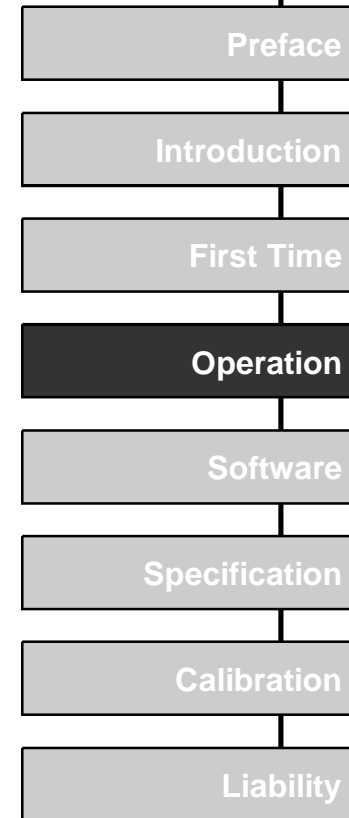 Preface
Introduction
First Time
Operation
Software
Specification
Calibration
Liability